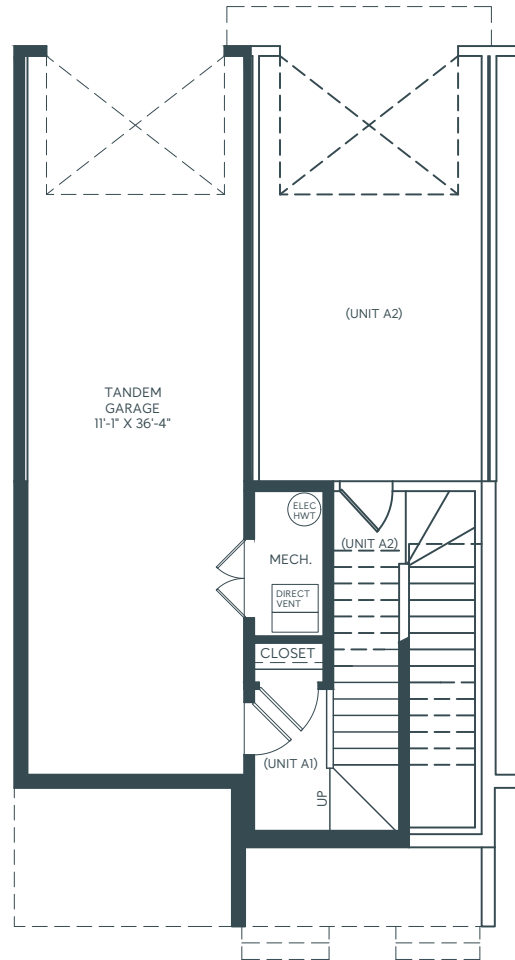 (UNIT A2)
TANDEM
GARAGE
11'-1" X 36'-4"
ELEC
HWT
(UNIT A2)
MECH.
DIRECT
VENT
CLOSET
(UNIT A1)
UP